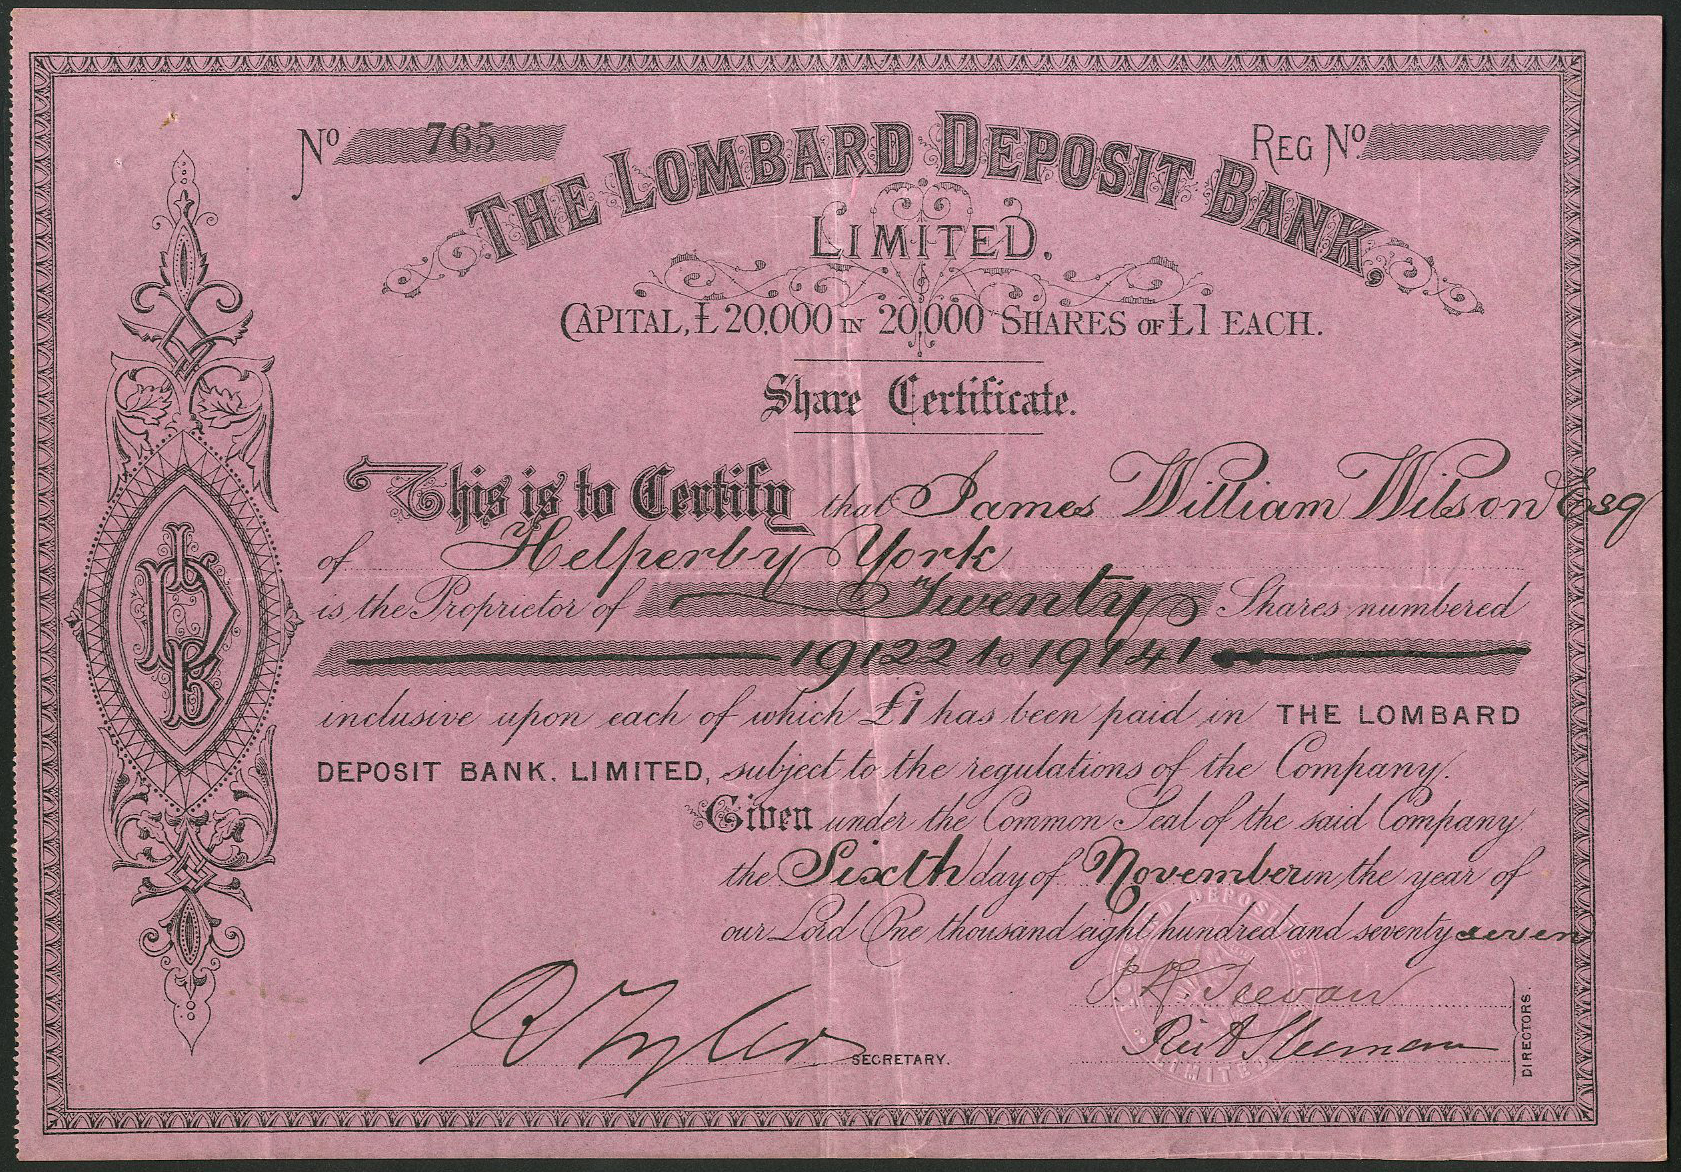 No 765
REG No
THE LOMBARD DEPOSIT BANK,
LIMITED.
CAPITAL, £20,000 IN 20,000 SHARES OF £1 EACH.
Share Certificate.
This is to Certify that James William Wilson Esq
of Helperby York
is the Proprietor of Twenty Shares numbered
19122 to 19141
inclusive upon each of which £1 has been paid in THE LOMBARD
DEPOSIT BANK, LIMITED, subject to the regulations of the Company.
Given under the Common Seal of the said Company
the Sixth day of November in the year of
our Lord One thousand eight hundred and seventy seven
J. R. Teevan
SECRETARY.
DIRECTORS.